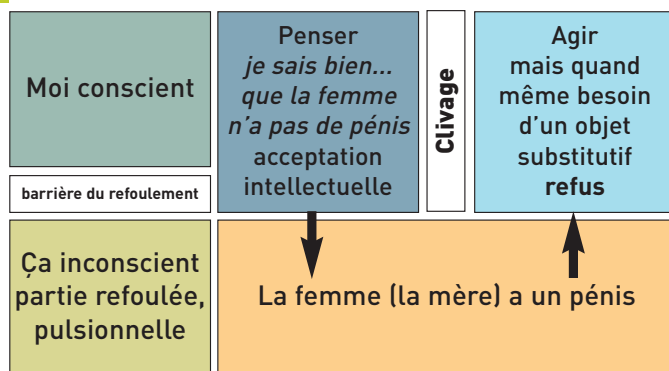 Moi conscient
Penser
je sais bien...
que la femme
n'a pas de pénis
acceptation
intellectuelle
Clivage
Agir
mais quand
même besoin
d'un objet
substitutif
refus
barrière du refoulement
Ça inconscient
partie refoulée,
pulsionnelle
La femme (la mère) a un pénis